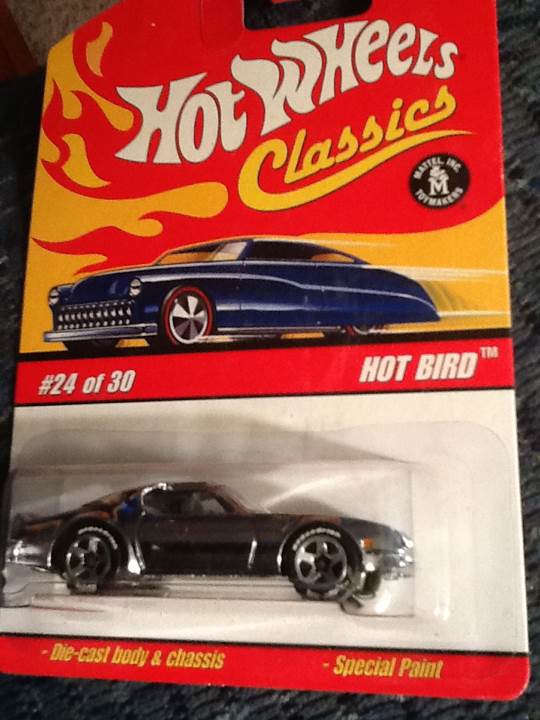 Hot Wheels
Classics
MATTEL, INC.
M
TOYMAKERS
#24 of 30
HOT BIRD™
- Die-cast body & chassis
- Special Paint